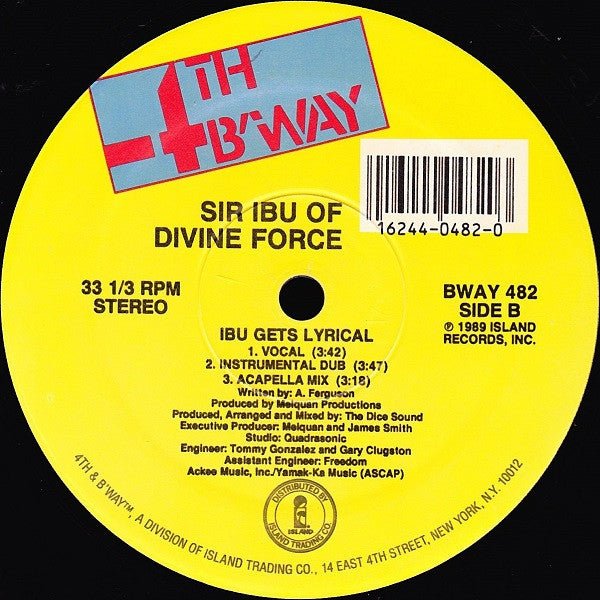 4TH
B'WAY
16244-0482-0
SIR IBU OF
DIVINE FORCE
33 1/3 RPM
STEREO
BWAY 482
SIDE B
℗ 1989 ISLAND
RECORDS, INC.
IBU GETS LYRICAL
1. VOCAL (3:42)
2. INSTRUMENTAL DUB (3:47)
3. ACAPELLA MIX (3:18)
Written by: A. Ferguson
Produced by Meiquan Productions
Produced, Arranged and Mixed by: The Dice Sound
Executive Producer: Meiquan and James Smith
Studio: Quadrasonic
Engineer: Tommy Gonzalez and Gary Clugston
Assistant Engineer: Freedom
Ackee Music, Inc./Yamak-Ka Music (ASCAP)
DISTRIBUTED BY
ISLAND
ISLAND TRADING CO.
4TH & B'WAY™, A DIVISION OF ISLAND TRADING CO., 14 EAST 4TH STREET, NEW YORK, N.Y. 10012